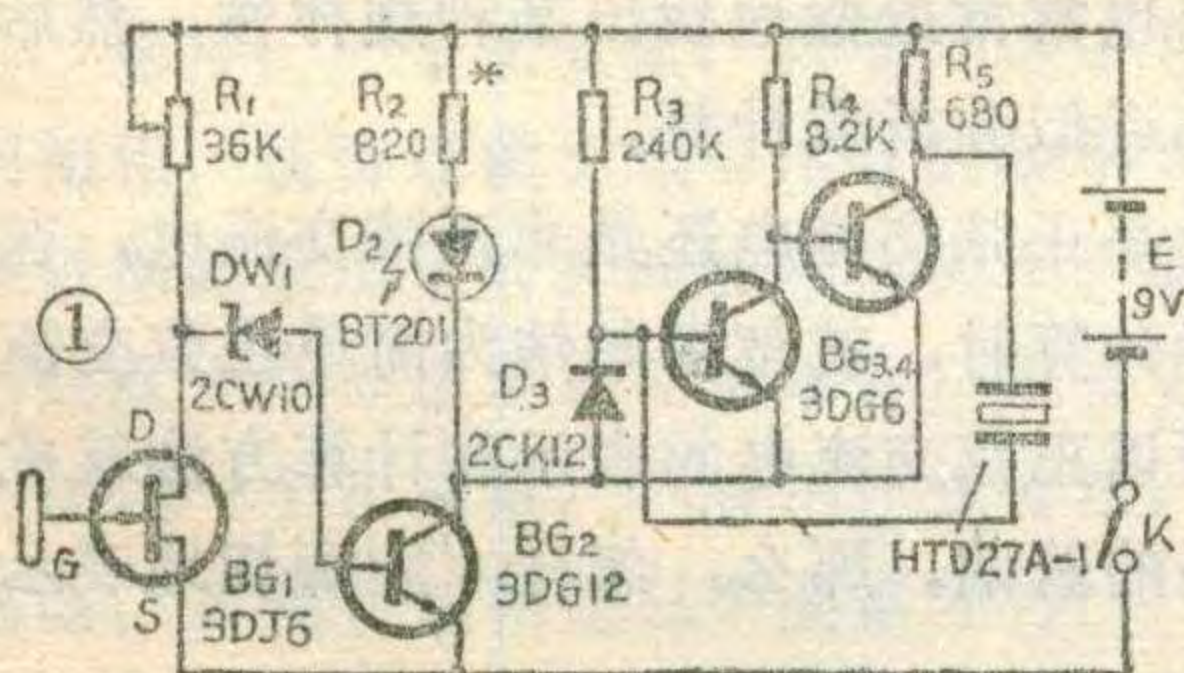 R₁
36K
R₂
820
*
R₃
240K
R₄
8.2K
R₅
680
E
9V
K
①
DW₁
2CW10
D₂
BT201
D₃
2CK12
BG₃.₄
3DG6
D
G
S
BG₁
3DJ6
BG₂
3DG12
HTD27A-1